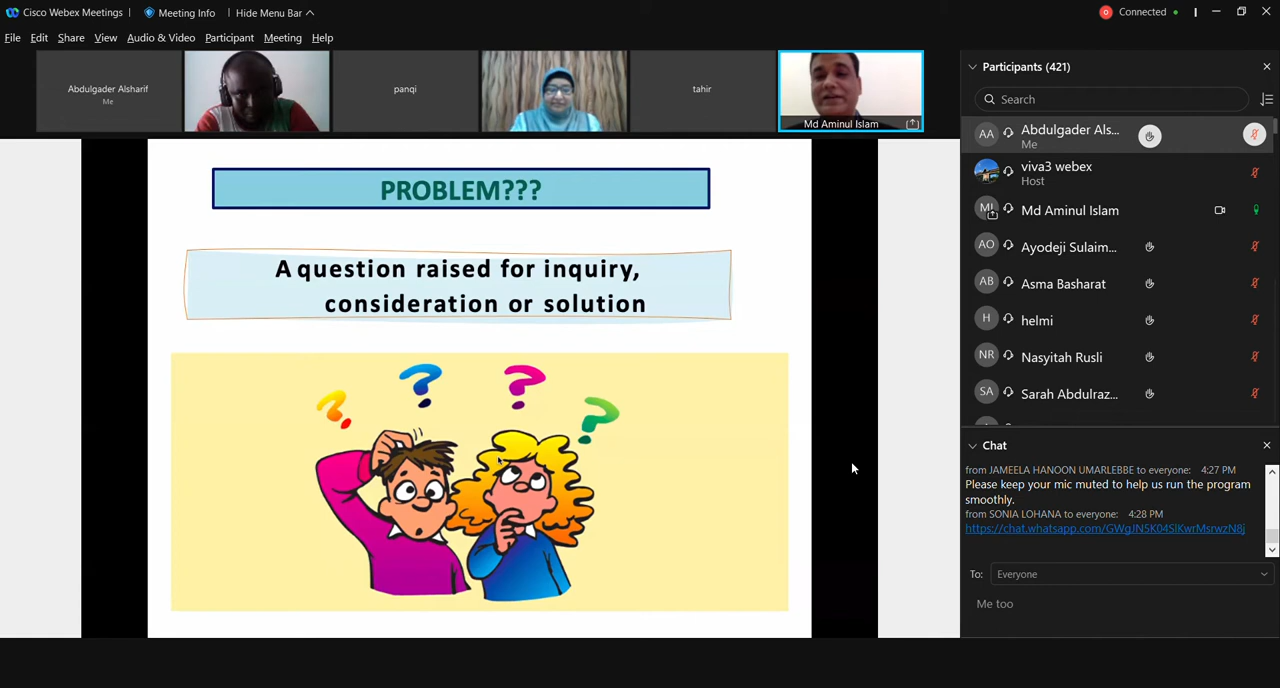 Cisco Webex Meetings
Meeting Info
Hide Menu Bar
Connected
File Edit Share View Audio & Video Participant Meeting Help
Abdulgader Alsharif
Me
panqi
tahir
Md Aminul Islam
PROBLEM???
A question raised for inquiry,
consideration or solution
? ? ? ?
Participants (421)
Search
AA Abdulgader Als...
Me
viva3 webex
Host
MI Md Aminul Islam
AO Ayodeji Sulaim...
AB Asma Basharat
H helmi
NR Nasyitah Rusli
SA Sarah Abdulraz...
Chat
from JAMEELA HANOON UMARLEBBE to everyone: 4:27 PM
Please keep your mic muted to help us run the program
smoothly.
from SONIA LOHANA to everyone: 4:28 PM
To: Everyone
Me too